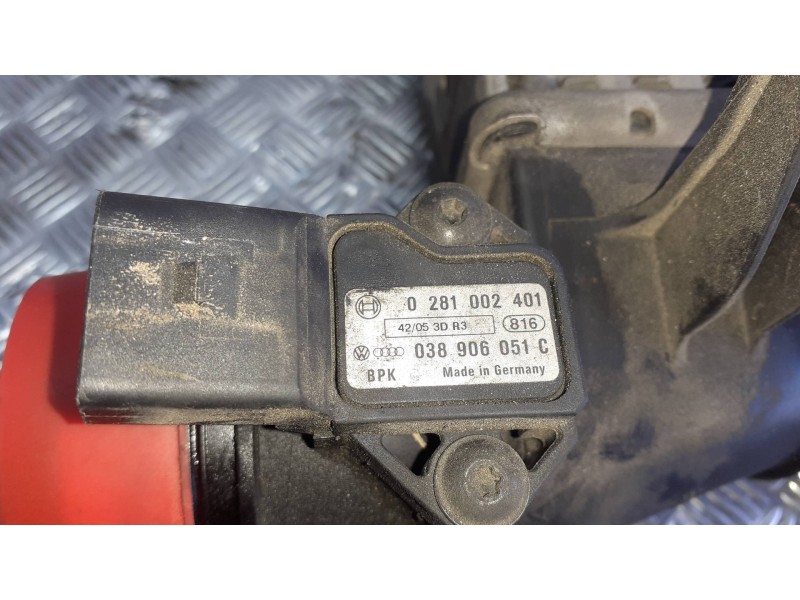 0 281 002 401
42/05 3D R3 816
038 906 051 C
BPK Made in Germany